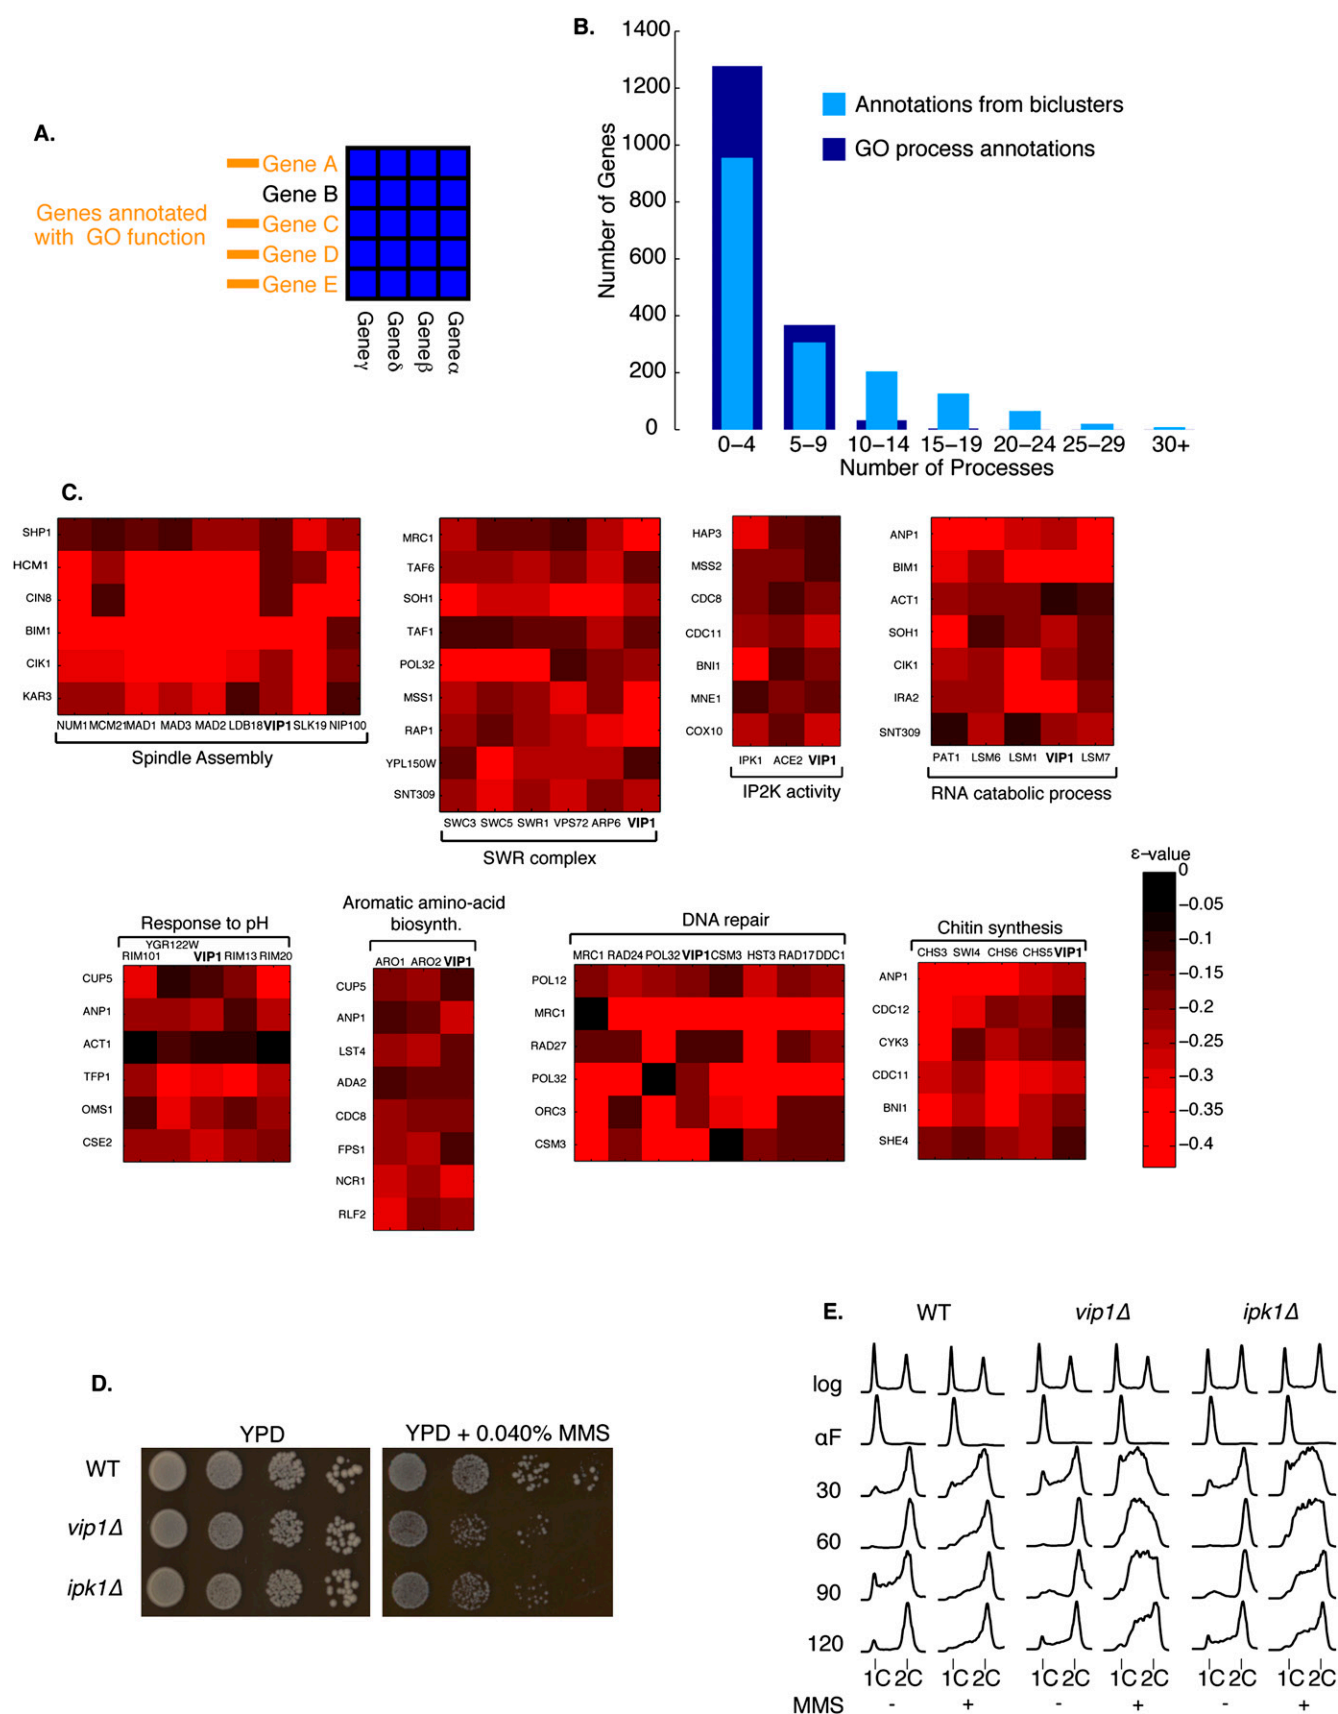 A.
Genes annotated
with GO function
Gene A
Gene B
Gene C
Gene D
Gene E
Geneγ
Geneδ
Geneβ
Geneα
B.
Number of Genes
1400
1200
1000
800
600
400
200
0
Annotations from biclusters
GO process annotations
0-4 5-9 10-14 15-19 20-24 25-29 30+
Number of Processes
C.
SHP1
HCM1
CIN8
BIM1
CIK1
KAR3
NUM1 MCM21 MAD1 MAD3 MAD2 LDB18 VIP1 SLK19 NIP100
Spindle Assembly
MRC1
TAF6
SOH1
TAF1
POL32
MSS1
RAP1
YPL150W
SNT309
SWC3 SWC5 SWR1 VPS72 ARP6 VIP1
SWR complex
HAP3
MSS2
CDC8
CDC11
BNI1
MNE1
COX10
IPK1 ACE2 VIP1
IP2K activity
ANP1
BIM1
ACT1
SOH1
CIK1
IRA2
SNT309
PAT1 LSM6 LSM1 VIP1 LSM7
RNA catabolic process
Response to pH
YGR122W
RIM101 VIP1 RIM13 RIM20
CUP5
ANP1
ACT1
TFP1
OMS1
CSE2
Aromatic amino-acid
biosynth.
ARO1 ARO2 VIP1
CUP5
ANP1
LST4
ADA2
CDC8
FPS1
NCR1
RLF2
DNA repair
MRC1 RAD24 POL32 VIP1 CSM3 HST3 RAD17 DDC1
POL12
MRC1
RAD27
POL32
ORC3
CSM3
Chitin synthesis
CHS3 SWI4 CHS6 CHS5 VIP1
ANP1
CDC12
CYK3
CDC11
BNI1
SHE4
ε-value
0
-0.05
-0.1
-0.15
-0.2
-0.25
-0.3
-0.35
-0.4
D.
YPD YPD + 0.040% MMS
WT
vip1Δ
ipk1Δ
E.
WT vip1Δ ipk1Δ
log
αF
30
60
90
120
1C 2C 1C 2C 1C 2C 1C 2C 1C 2C 1C 2C
MMS - + - + - +